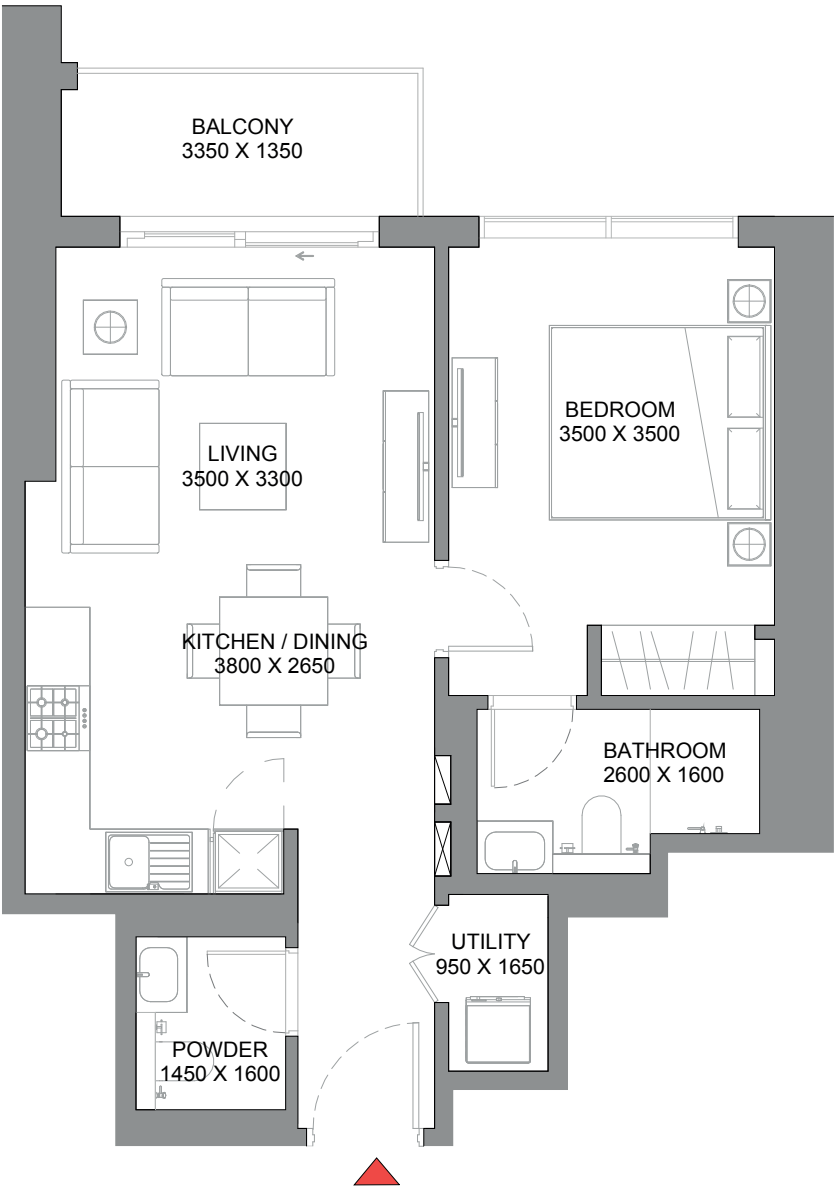 BALCONY
3350 X 1350
BEDROOM
3500 X 3500
LIVING
3500 X 3300
KITCHEN / DINING
3800 X 2650
BATHROOM
2600 X 1600
UTILITY
950 X 1650
POWDER
1450 X 1600